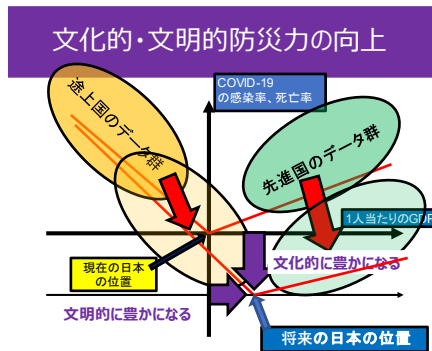 文化的・文明的防災力の向上
COVID-19
の感染率、死亡率
途上国のデータ群
先進国のデータ群
1人当たりのGDP
現在の日本
の位置
文化的に豊かになる
文明的に豊かになる
将来の日本の位置